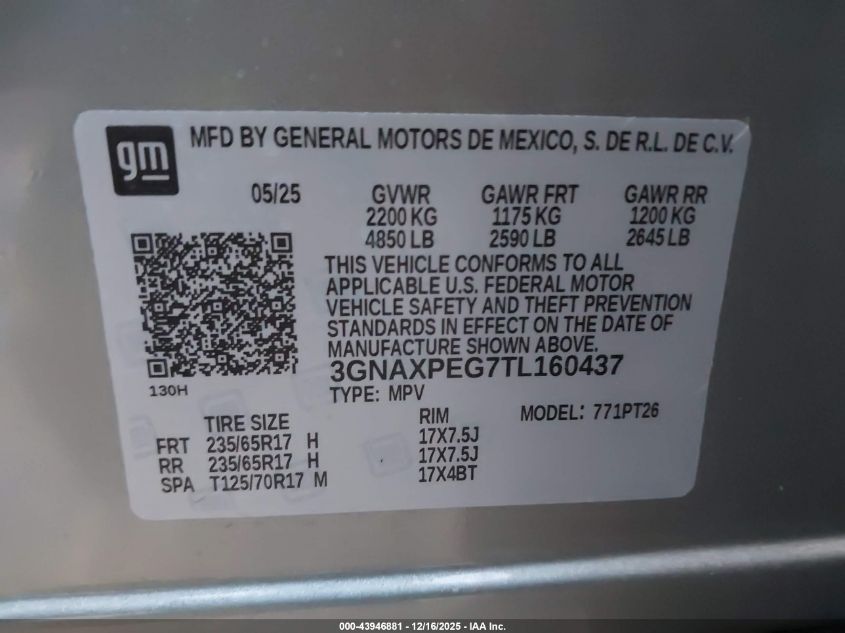 gm
MFD BY GENERAL MOTORS DE MEXICO, S. DE R.L. DE C.V.
05/25 GVWR GAWR FRT GAWR RR
2200 KG 1175 KG 1200 KG
4850 LB 2590 LB 2645 LB
THIS VEHICLE CONFORMS TO ALL
APPLICABLE U.S. FEDERAL MOTOR
VEHICLE SAFETY AND THEFT PREVENTION
STANDARDS IN EFFECT ON THE DATE OF
MANUFACTURE SHOWN ABOVE.
3GNAXPEG7TL160437
130H
TYPE: MPV
MODEL: 771PT26
TIRE SIZE RIM
FRT 235/65R17 H 17X7.5J
RR 235/65R17 H 17X7.5J
SPA T125/70R17 M 17X4BT
000-43946881 - 12/16/2025 - IAA Inc.